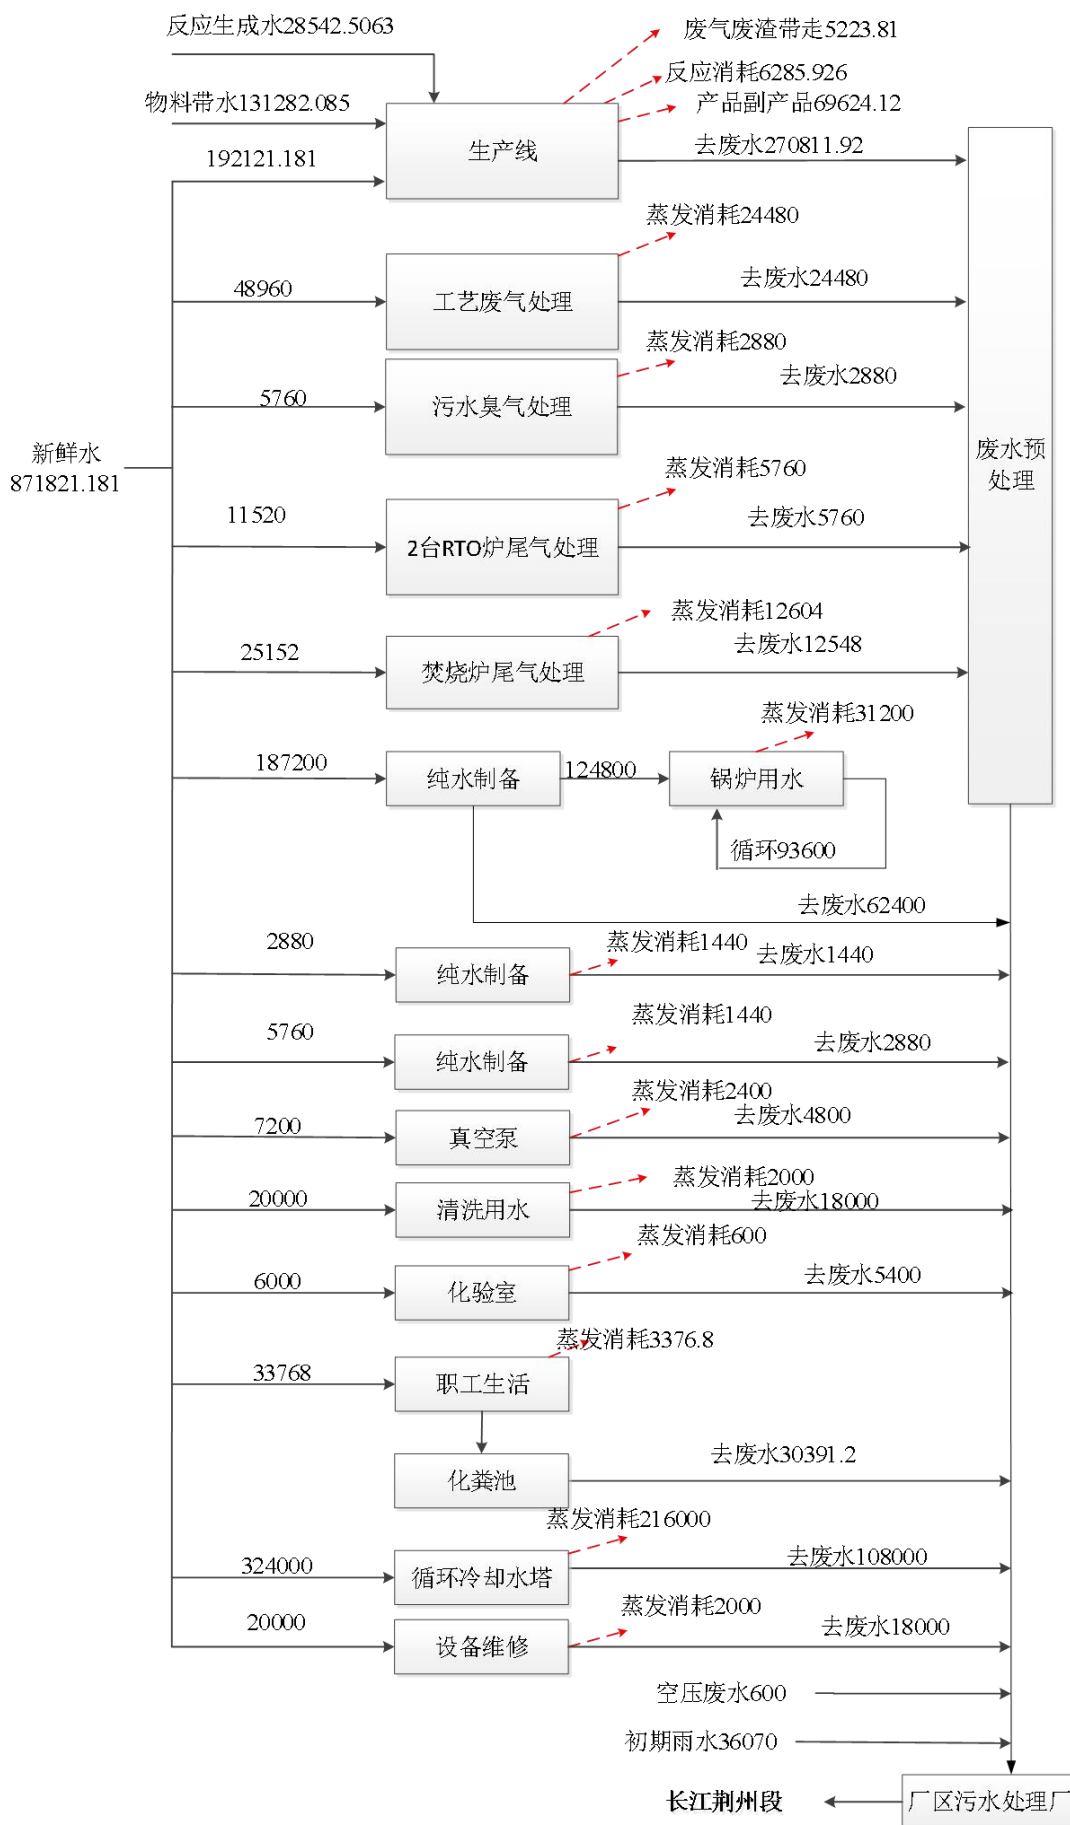 反应生成水28542.5063
废气废渣带走5223.81
反应消耗6285.926
物料带水131282.085
产品副产品69624.12
192121.181
生产线
去废水270811.92
蒸发消耗24480
48960
工艺废气处理
去废水24480
蒸发消耗2880
5760
污水臭气处理
去废水2880
新鲜水
871821.181
废水预
处理
蒸发消耗5760
11520
2台RTO炉尾气处理
去废水5760
蒸发消耗12604
25152
焚烧炉尾气处理
去废水12548
蒸发消耗31200
187200
纯水制备
124800
锅炉用水
循环93600
去废水62400
2880
蒸发消耗1440
纯水制备
去废水1440
5760
蒸发消耗1440
纯水制备
去废水2880
蒸发消耗2400
7200
真空泵
去废水4800
蒸发消耗2000
20000
清洗用水
去废水18000
蒸发消耗600
6000
化验室
去废水5400
蒸发消耗3376.8
33768
职工生活
化粪池
去废水30391.2
蒸发消耗216000
324000
循环冷却水塔
去废水108000
蒸发消耗2000
20000
设备维修
去废水18000
空压废水600
初期雨水36070
长江荆州段
厂区污水处理厂